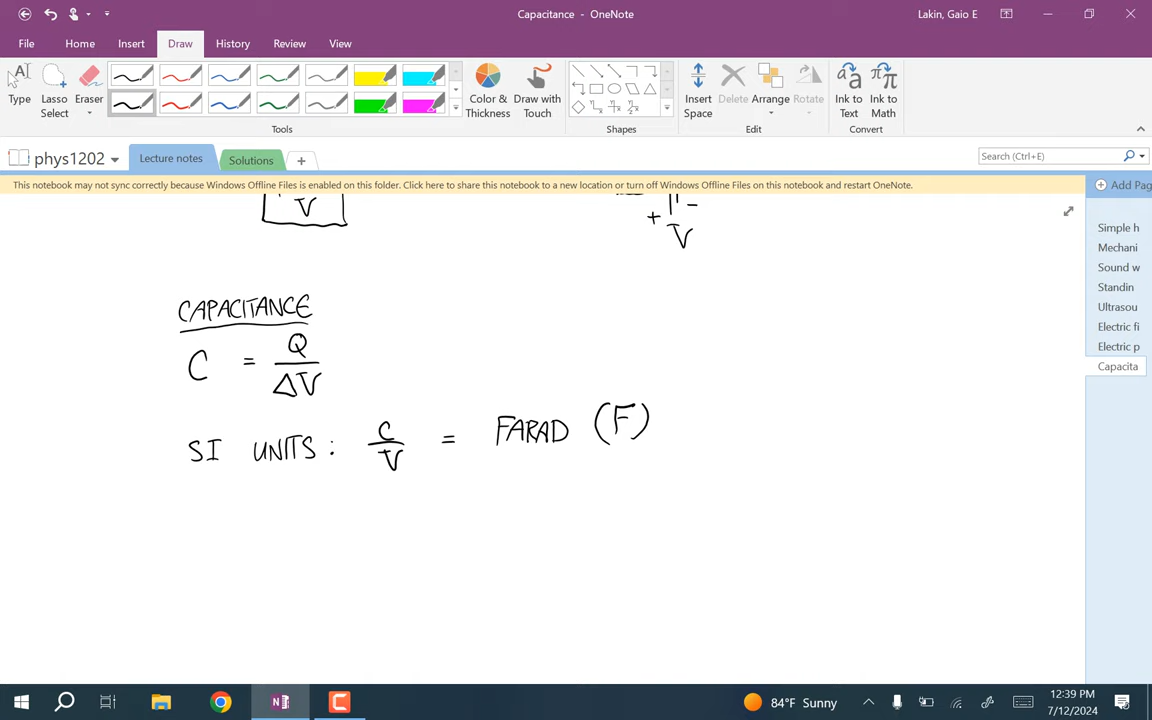 Capacitance - OneNote
Lakin, Gaio E
File Home Insert Draw History Review View
Type
Lasso Select
Eraser
Color & Thickness
Draw with Touch
Insert Space
Delete
Arrange
Rotate
Ink to Text
Ink to Math
Tools
Shapes
Edit
Convert
phys1202
Lecture notes
Solutions
Search (Ctrl+E)
This notebook may not sync correctly because Windows Offline Files is enabled on this folder. Click here to share this notebook to a new location or turn off Windows Offline Files on this notebook and restart OneNote.
Add Pag
Simple h
Mechani
Sound w
Standin
Ultrasou
Electric fi
Electric p
Capacita
V
+ -
V
CAPACITANCE
C = Q / ΔV
SI UNITS: C / V = FARAD (F)
84°F Sunny
12:39 PM
7/12/2024